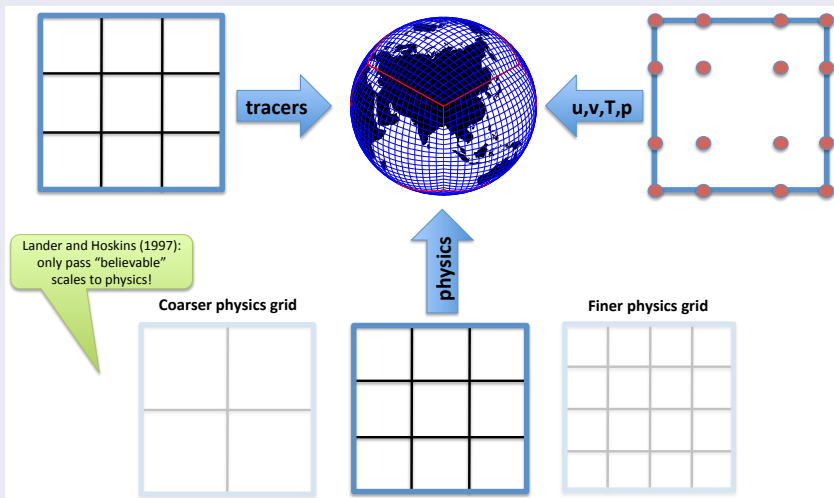 tracers
u,v,T,p
Lander and Hoskins (1997):
only pass “believable”
scales to physics!
physics
Coarser physics grid
Finer physics grid